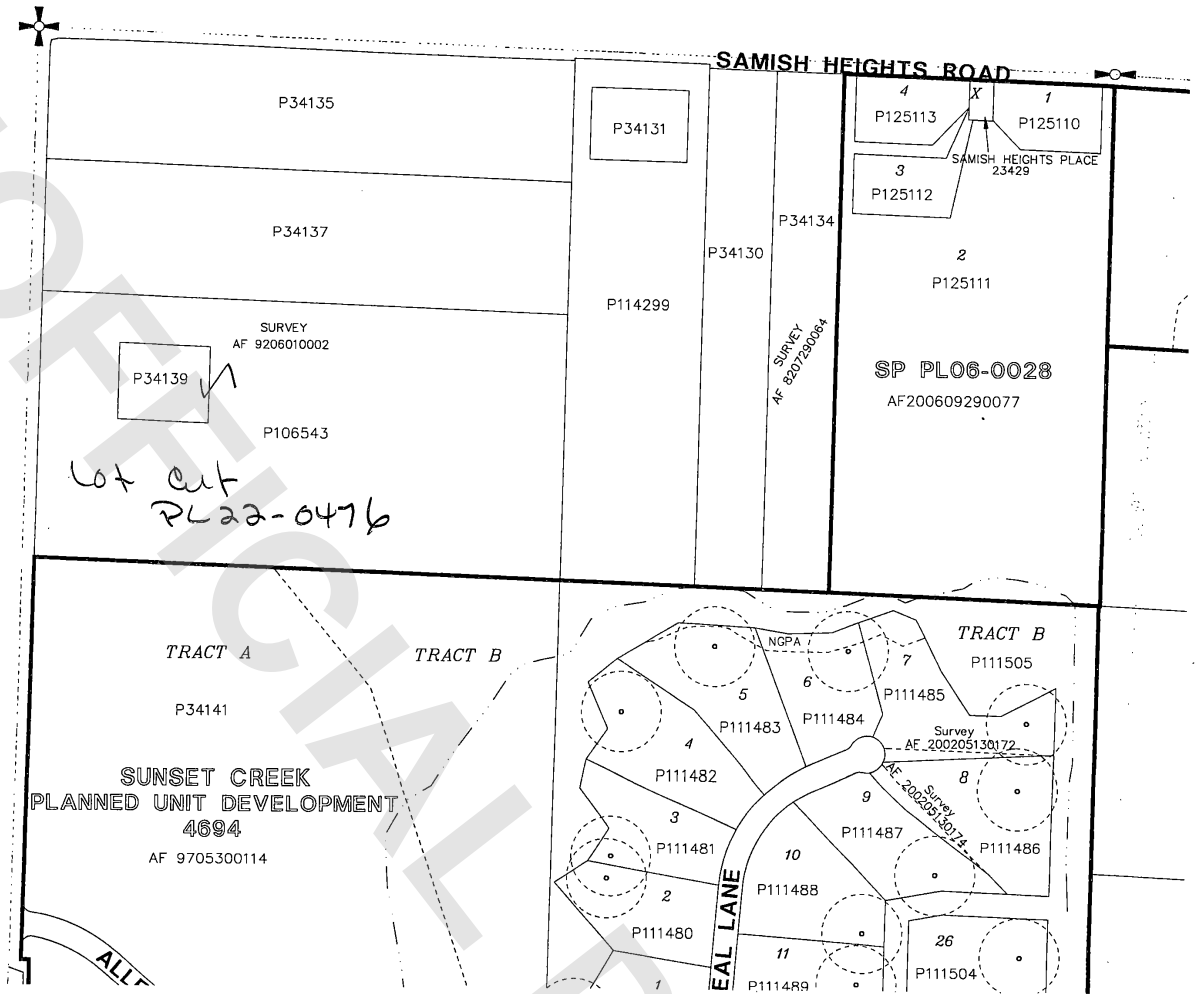 SAMISH HEIGHTS ROAD
P34135
P34131
4
P125113
X
1
P125110
SAMISH HEIGHTS PLACE
23429
3
P125112
P34137
P34130
P34134
2
P125111
P114299
SURVEY
AF 9206010002
SURVEY
AF 8207290064
P34139
P106543
SP PL06-0028
AF200609290077
Lot Cert
PL22-0476
TRACT A
TRACT B
NGPA
TRACT B
P111505
P34141
5
P111483
6
P111484
7
P111485
4
P111482
Survey
AF 200205130172
SUNSET CREEK
PLANNED UNIT DEVELOPMENT
4694
AF 9705300114
3
P111481
8
P111486
Survey
AF 200205130174
9
P111487
10
P111488
2
P111480
EAL LANE
11
P111489
26
P111504
1
ALLE
OFFICIAL